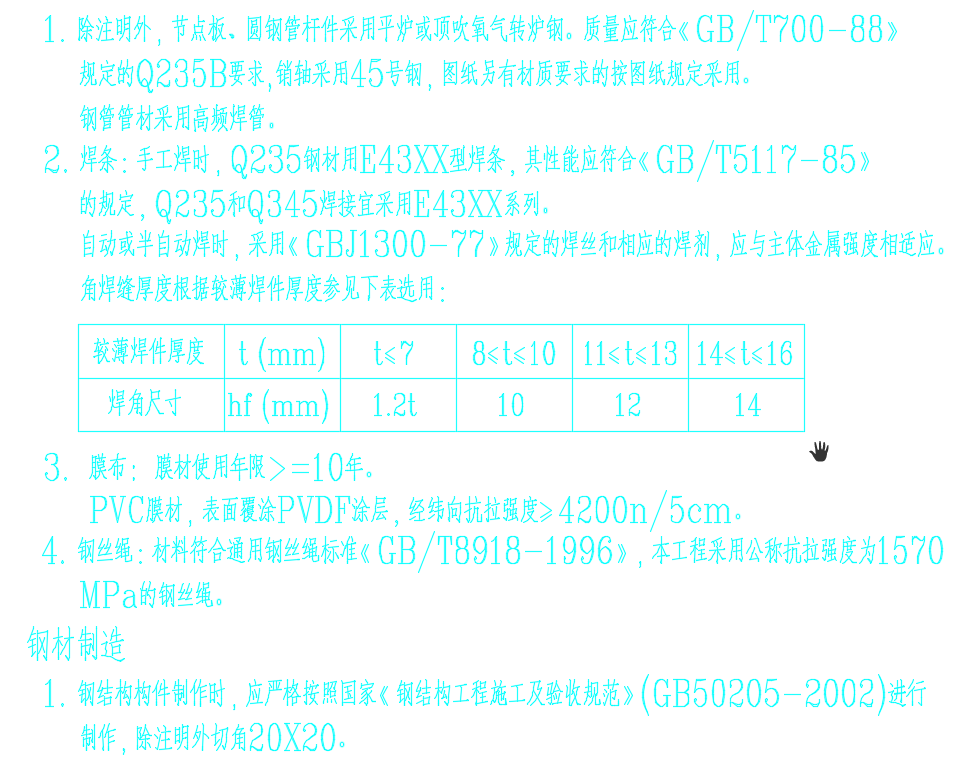 1. 除注明外, 节点板、圆钢管杆件采用平炉或顶吹氧气转炉钢。质量应符合《GB/T700-88》
规定的Q235B要求,销轴采用45号钢, 图纸另有材质要求的按图纸规定采用。
钢管管材采用高频焊管。
2. 焊条: 手工焊时, Q235钢材用E43XX型焊条, 其性能应符合《GB/T5117-85》
的规定, Q235和Q345焊接宜采用E43XX系列。
自动或半自动焊时, 采用《GBJ1300-77》规定的焊丝和相应的焊剂, 应与主体金属强度相适应。
角焊缝厚度根据较薄焊件厚度参见下表选用:
较薄焊件厚度 t (mm) t≤7 8≤t≤10 11≤t≤13 14≤t≤16
焊角尺寸 hf (mm) 1.2t 10 12 14
3. 膜布: 膜材使用年限>=10年。
PVC膜材, 表面覆涂PVDF涂层, 经纬向抗拉强度≥4200n/5cm。
4. 钢丝绳: 材料符合通用钢丝绳标准《GB/T8918-1996》, 本工程采用公称抗拉强度为1570
MPa的钢丝绳。
钢材制造
1. 钢结构构件制作时, 应严格按照国家《钢结构工程施工及验收规范》(GB50205-2002)进行
制作, 除注明外切角20X20。